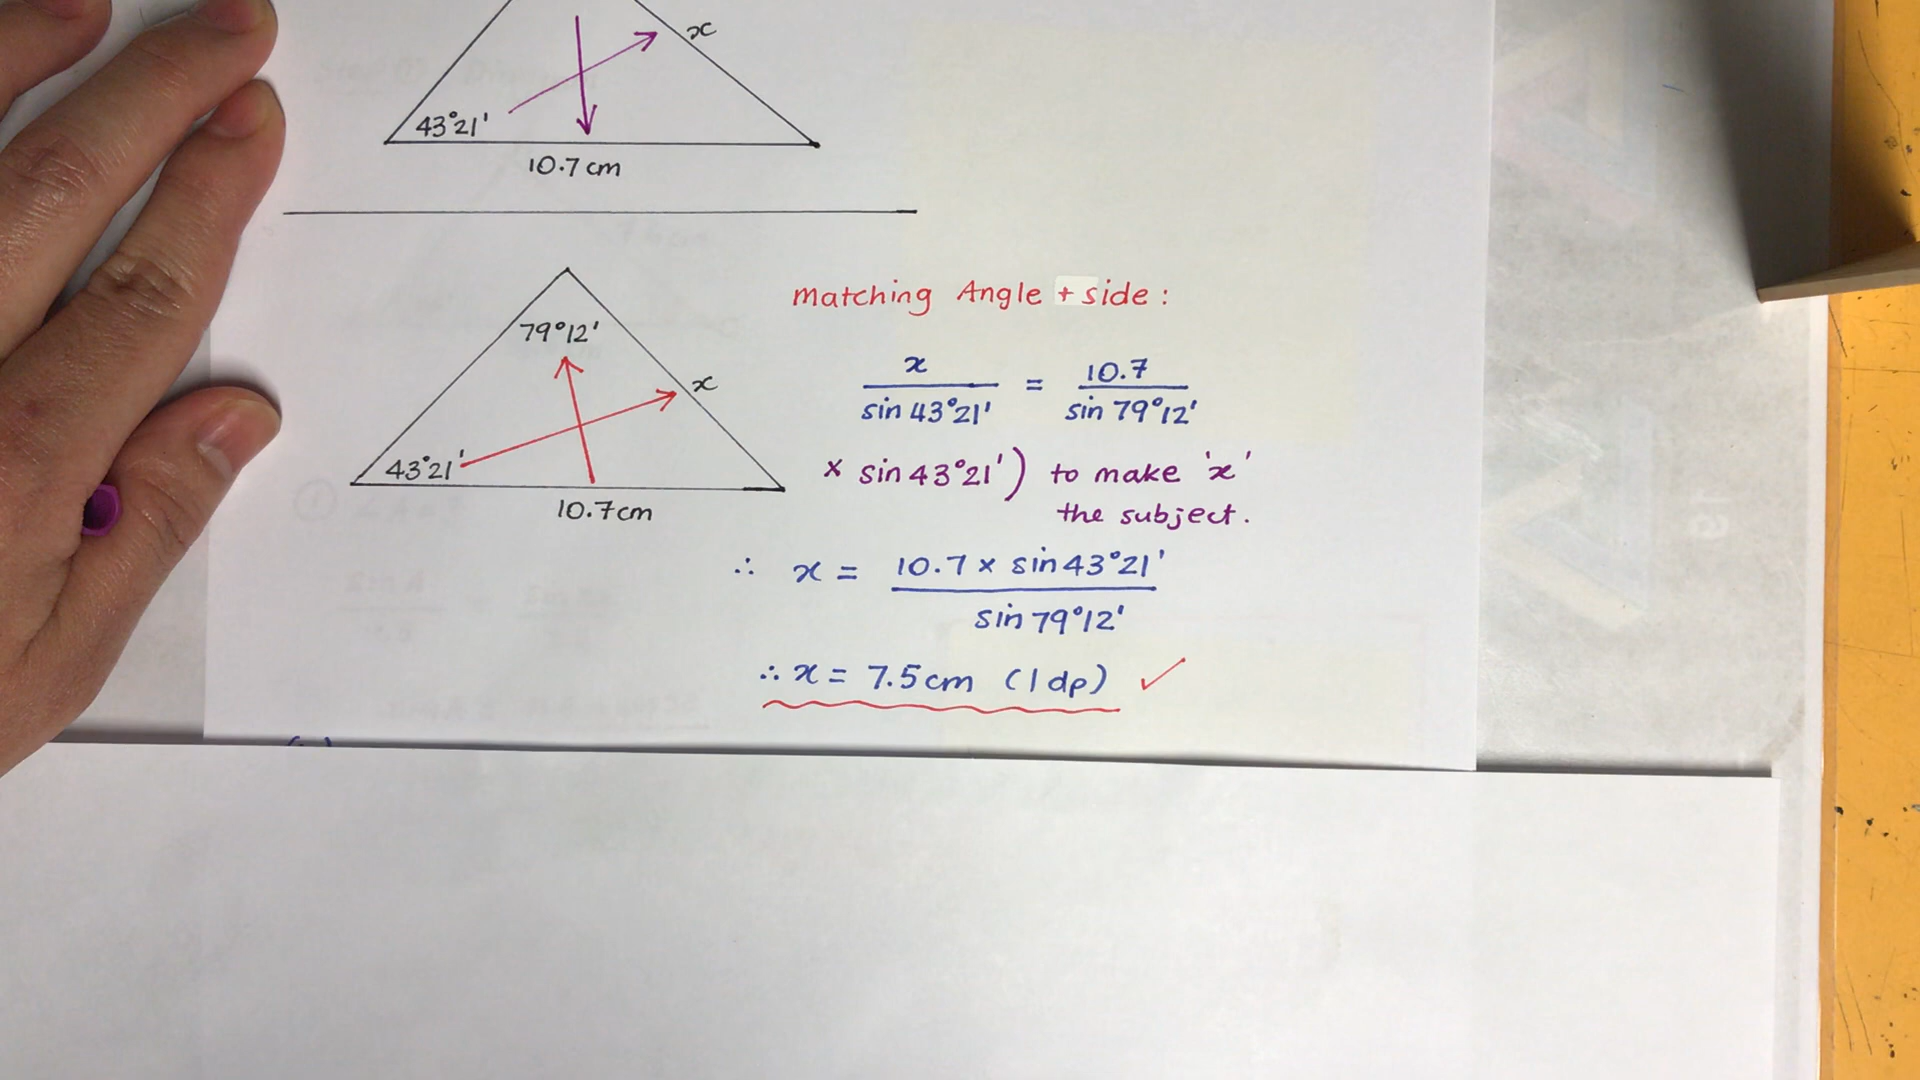 x
43°21'
10.7 cm
79°12'
x
43°21'
10.7cm
matching Angle + side :
x / sin 43°21' = 10.7 / sin 79°12'
× sin 43°21' ) to make 'x'
the subject.
∴ x = 10.7 × sin 43°21' / sin 79°12'
∴ x = 7.5cm (1 dp) ✓